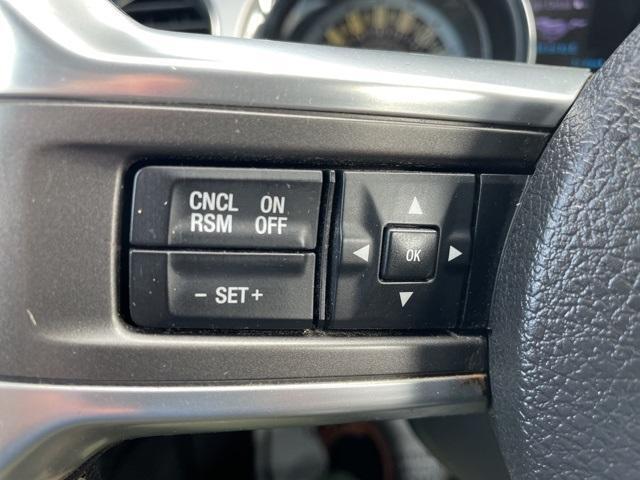 CNCL ON
RSM OFF
- SET +
OK